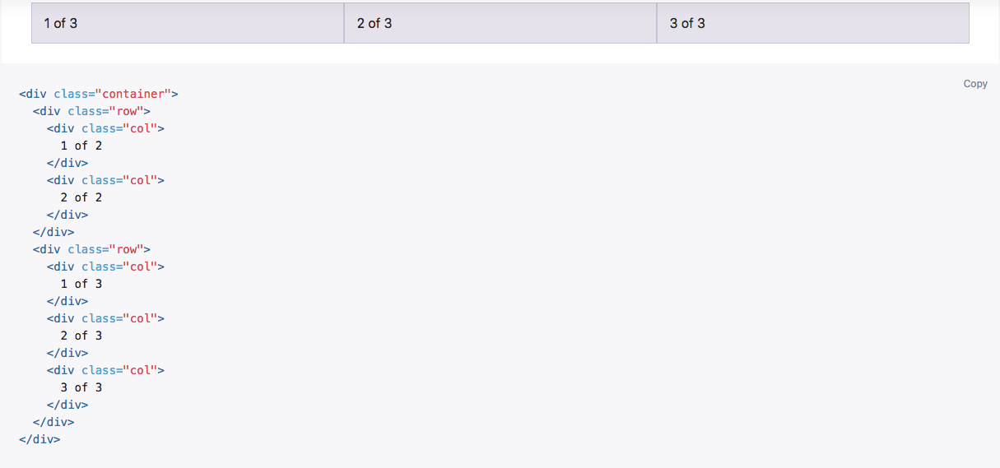 1 of 3 2 of 3 3 of 3
Copy
<div class="container">
  <div class="row">
    <div class="col">
      1 of 2
    </div>
    <div class="col">
      2 of 2
    </div>
  </div>
  <div class="row">
    <div class="col">
      1 of 3
    </div>
    <div class="col">
      2 of 3
    </div>
    <div class="col">
      3 of 3
    </div>
  </div>
</div>